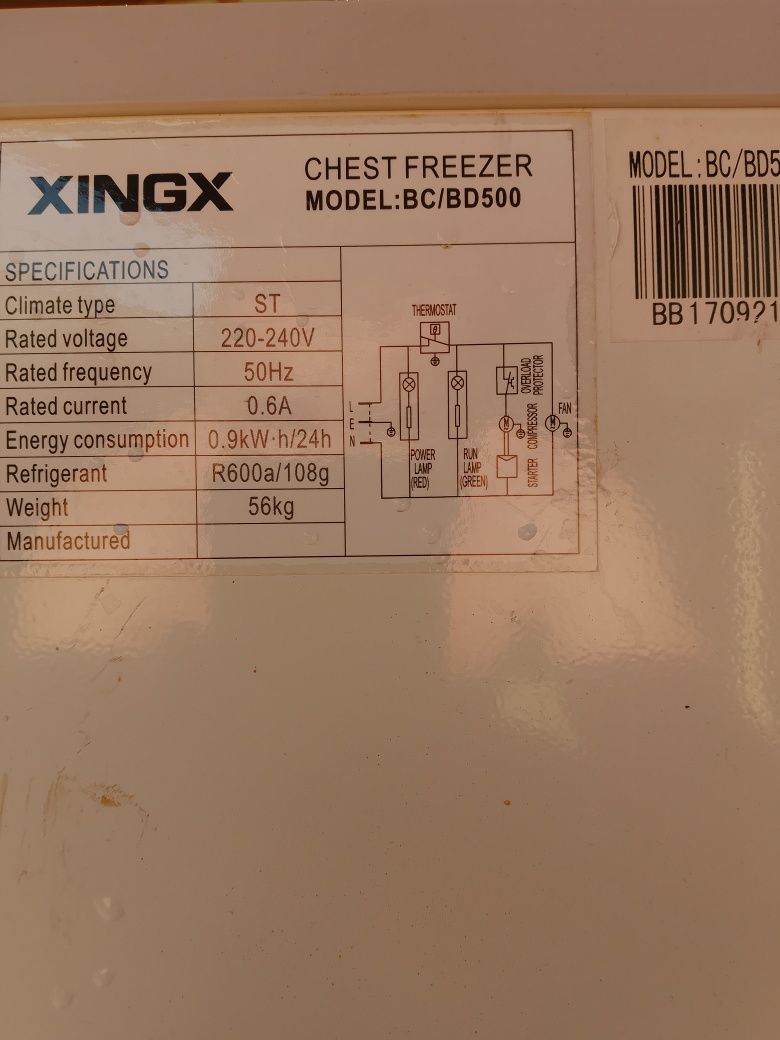 XINGX
CHEST FREEZER
MODEL:BC/BD500
SPECIFICATIONS
Climate type ST
Rated voltage 220-240V
Rated frequency 50Hz
Rated current 0.6A
Energy consumption 0.9kW·h/24h
Refrigerant R600a/108g
Weight 56kg
Manufactured
THERMOSTAT
θ
L
E
N
POWER
LAMP
(RED)
RUN
LAMP
(GREEN)
OVERLOAD
PROTECTOR
M
COMPRESSOR
STARTER
FAN
M
MODEL:BC/BD5
BB170921